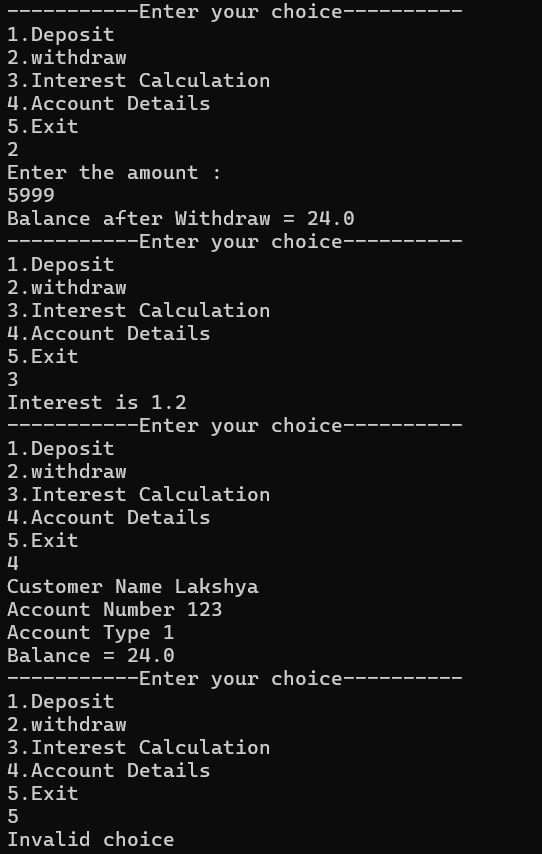 -----------Enter your choice----------
1.Deposit
2.withdraw
3.Interest Calculation
4.Account Details
5.Exit
2
Enter the amount :
5999
Balance after Withdraw = 24.0
-----------Enter your choice----------
1.Deposit
2.withdraw
3.Interest Calculation
4.Account Details
5.Exit
3
Interest is 1.2
-----------Enter your choice----------
1.Deposit
2.withdraw
3.Interest Calculation
4.Account Details
5.Exit
4
Customer Name Lakshya
Account Number 123
Account Type 1
Balance = 24.0
-----------Enter your choice----------
1.Deposit
2.withdraw
3.Interest Calculation
4.Account Details
5.Exit
5
Invalid choice